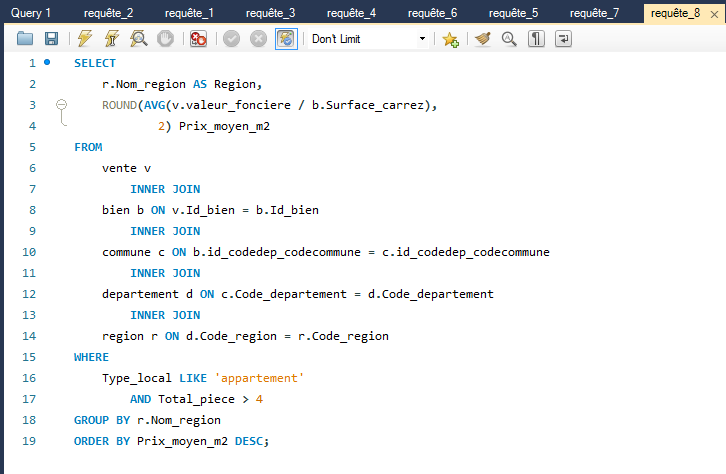 Query 1 requête_2 requête_1 requête_3 requête_4 requête_6 requête_5 requête_7 requête_8
Don't Limit
1 SELECT
2 r.Nom_region AS Region,
3 ROUND(AVG(v.valeur_fonciere / b.Surface_carrez),
4 2) Prix_moyen_m2
5 FROM
6 vente v
7 INNER JOIN
8 bien b ON v.Id_bien = b.Id_bien
9 INNER JOIN
10 commune c ON b.id_codedep_codecommune = c.id_codedep_codecommune
11 INNER JOIN
12 departement d ON c.Code_departement = d.Code_departement
13 INNER JOIN
14 region r ON d.Code_region = r.Code_region
15 WHERE
16 Type_local LIKE 'appartement'
17 AND Total_piece > 4
18 GROUP BY r.Nom_region
19 ORDER BY Prix_moyen_m2 DESC;